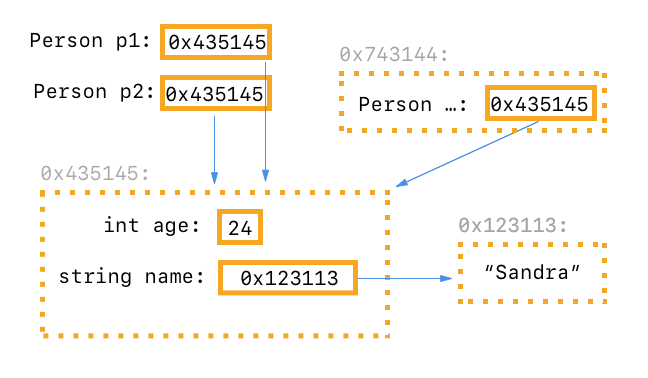 Person p1: 0x435145
0x743144:
Person p2: 0x435145
Person …: 0x435145
0x435145:
int age: 24
0x123113:
string name: 0x123113
“Sandra”